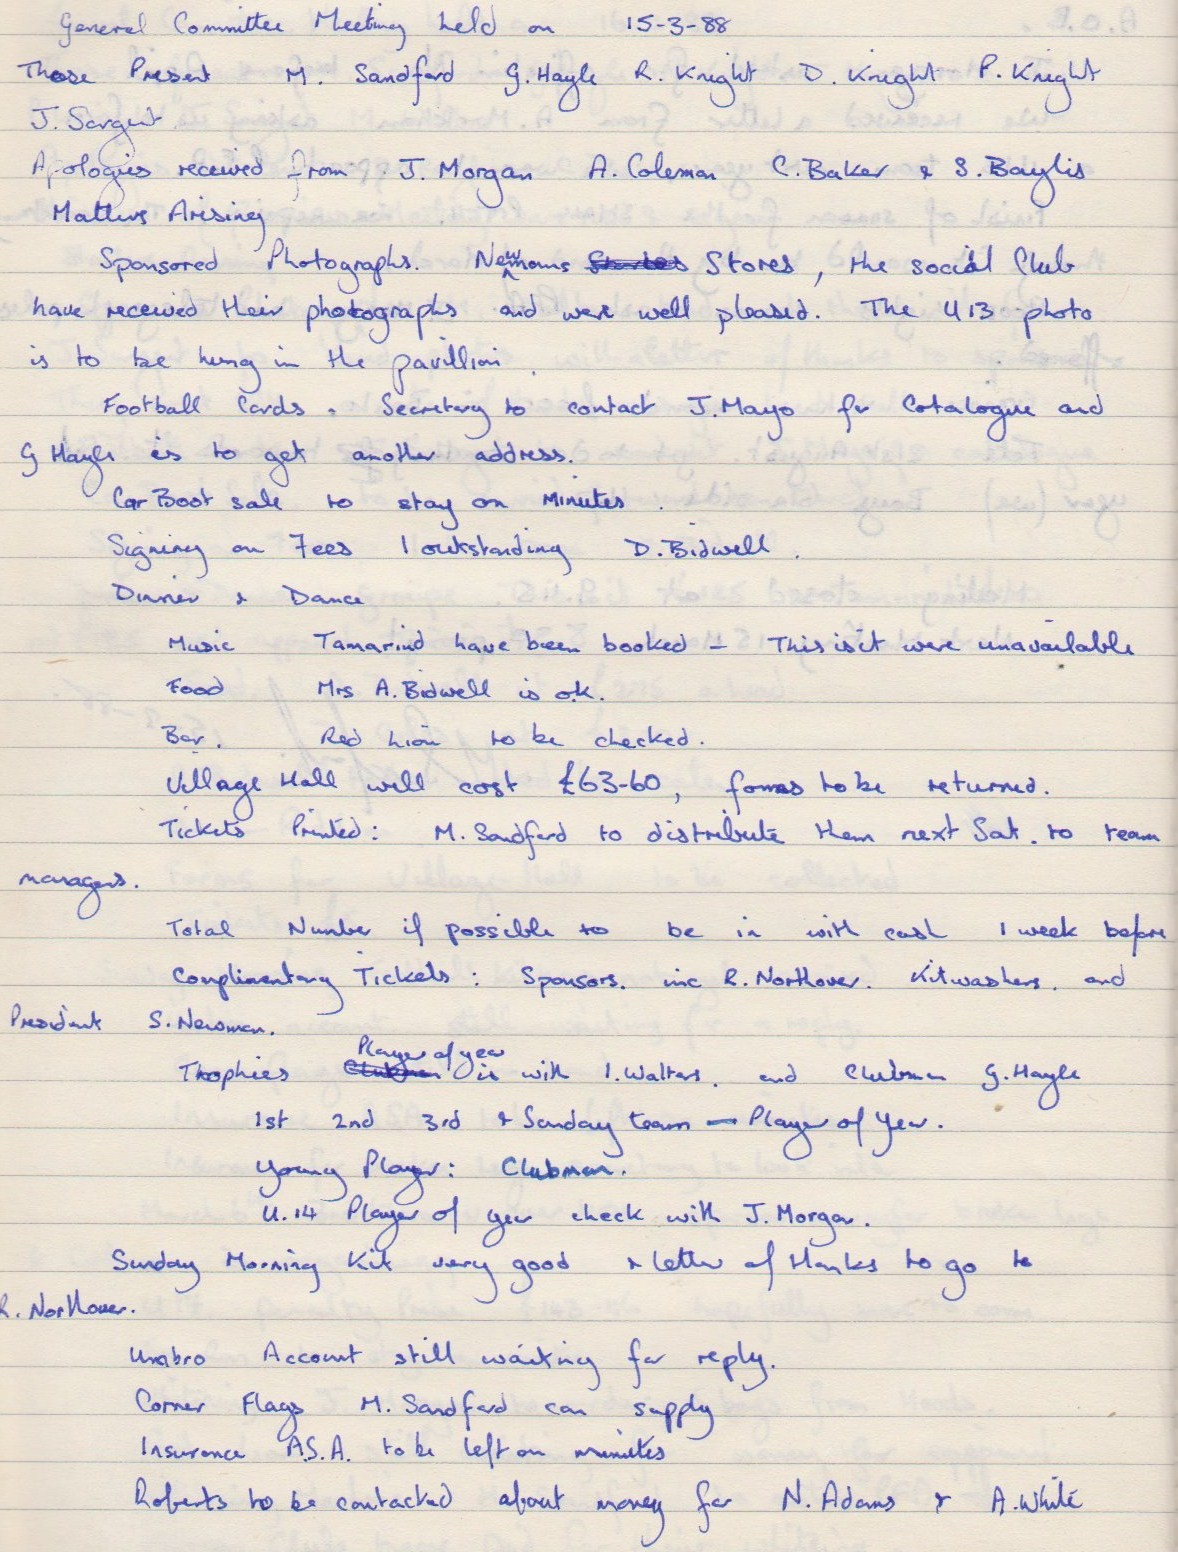 General Committee Meeting held on 15-3-88
Those Present M. Sandford G. Hayle R. Knight D. Knight P. Knight
J. Sargent.
Apologies received from J. Morgan A. Coleman C. Baker & S. Baylis
Matters Arising
Sponsored Photographs. Newmans Stores, the social Club
have received their photographs and were well pleased. The U13 photo
is to be hung in the pavillion.
Football Cards. Secretary to contact J. Mayo for Catalogue and
G Hayle is to get another address.
Car Boot sale to stay on Minutes.
Signing on Fees 1 outstanding D. Bidwell.
Dinner & Dance
Music Tamarind have been booked - This is it were unavailable
Food Mrs A. Bidwell is ok.
Bar. Red Lion to be checked.
Village Hall will cost £63-60, forms to be returned.
Tickets Printed: M. Sandford to distribute them next Sat. to team
managers.
Total Number if possible to be in with cash 1 week before
Complimentary Tickets: Sponsors. inc R. Northover. Kitwashers. and
President S. Newman.
Player of year
Trophies is with I. Walters. and Clubman G. Hayle
1st 2nd 3rd & Sunday team - Player of Year.
Young Player: Clubman.
U.14 Player of year check with J. Morgan.
Sunday Morning Kit very good & letter of thanks to go to
R. Northover.
Umbro Account still waiting for reply.
Corner Flags M. Sandford can supply
Insurance A.S.A. to be left on minutes
Roberts to be contacted about money for N. Adams & A. White